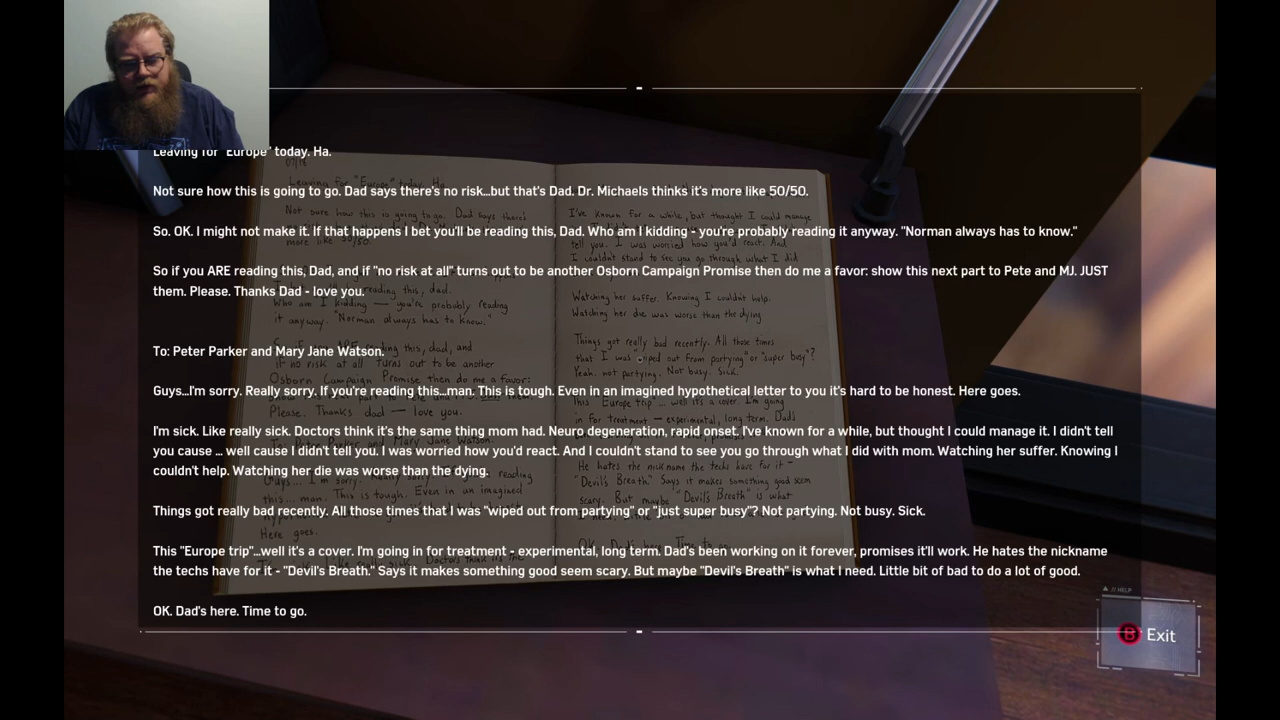 Leaving for "Europe" today. Ha.
Not sure how this is going to go. Dad says there's no risk...but that's Dad. Dr. Michaels thinks it's more like 50/50.
So. OK. I might not make it. If that happens I bet you'll be reading this, Dad. Who am I kidding - you're probably reading it anyway. "Norman always has to know."
So if you ARE reading this, Dad, and if "no risk at all" turns out to be another Osborn Campaign Promise then do me a favor: show this next part to Pete and MJ. JUST
them. Please. Thanks Dad - love you.
To: Peter Parker and Mary Jane Watson.
Guys...I'm sorry. Really sorry. If you're reading this...man. This is tough. Even in an imagined hypothetical letter to you it's hard to be honest. Here goes.
I'm sick. Like really sick. Doctors think it's the same thing mom had. Neuro degeneration, rapid onset. I've known for a while, but thought I could manage it. I didn't tell
you cause ... well cause I didn't tell you. I was worried how you'd react. And I couldn't stand to see you go through what I did with mom. Watching her suffer. Knowing I
couldn't help. Watching her die was worse than the dying.
Things got really bad recently. All those times that I was "wiped out from partying" or "just super busy"? Not partying. Not busy. Sick.
This "Europe trip"...well it's a cover. I'm going in for treatment - experimental, long term. Dad's been working on it forever, promises it'll work. He hates the nickname
the techs have for it - "Devil's Breath." Says it makes something good seem scary. But maybe "Devil's Breath" is what I need. Little bit of bad to do a lot of good.
OK. Dad's here. Time to go.
HELP
B Exit